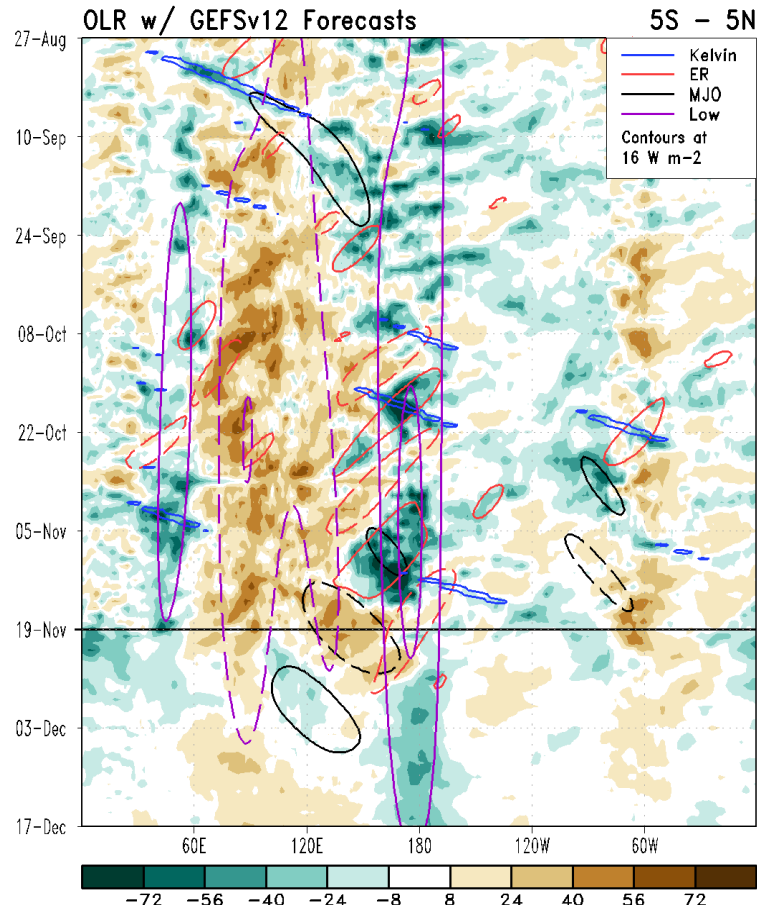 OLR w/ GEFSv12 Forecasts 5S - 5N
27-Aug
10-Sep
24-Sep
08-Oct
22-Oct
05-Nov
19-Nov
03-Dec
17-Dec
Kelvin
ER
MJO
Low
Contours at
16 W m-2
60E 120E 180 120W 60W
-72 -56 -40 -24 -8 8 24 40 56 72